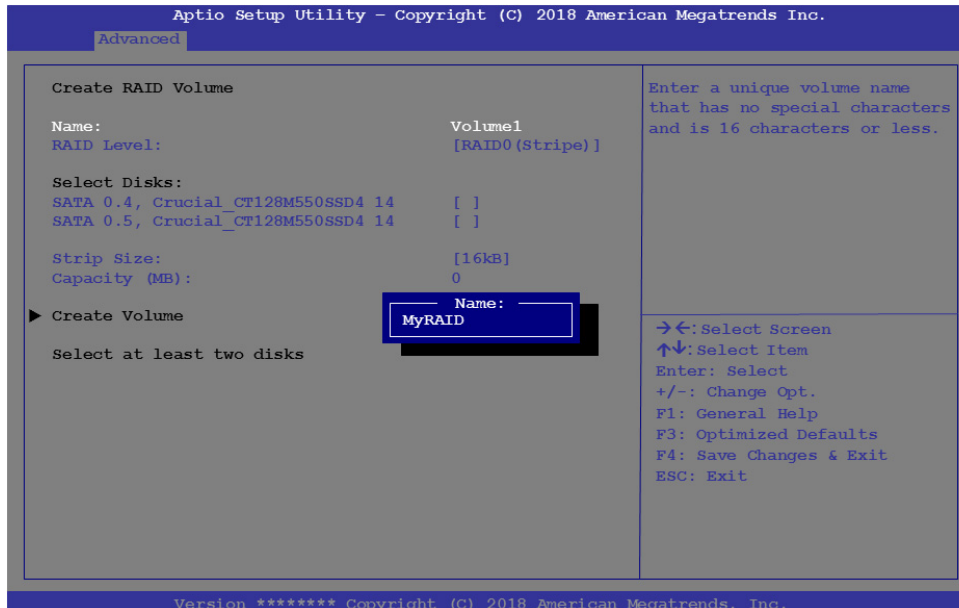 Aptio Setup Utility – Copyright (C) 2018 American Megatrends Inc.
Advanced
Create RAID Volume
Name: Volume1
RAID Level: [RAID0(Stripe)]
Select Disks:
SATA 0.4, Crucial_CT128M550SSD4 14 [ ]
SATA 0.5, Crucial_CT128M550SSD4 14 [ ]
Strip Size: [16kB]
Capacity (MB): 0
▶ Create Volume
Select at least two disks
Name:
MyRAID
Enter a unique volume name
that has no special characters
and is 16 characters or less.
→←:Select Screen
↑↓:Select Item
Enter: Select
+/-: Change Opt.
F1: General Help
F3: Optimized Defaults
F4: Save Changes & Exit
ESC: Exit
Version ******** Copyright (C) 2018 American Megatrends, Inc.